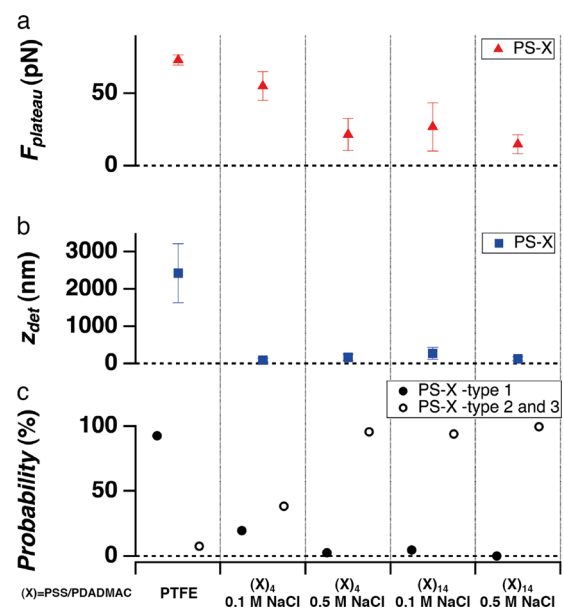 a
F_plateau (pN)
50
0
PS-X
b
z_det (nm)
3000
2000
1000
0
PS-X
c
Probability (%)
100
50
0
PS-X -type 1
PS-X -type 2 and 3
(X)=PSS/PDADMAC
PTFE
(X)₄
0.1 M NaCl
(X)₄
0.5 M NaCl
(X)₁₄
0.1 M NaCl
(X)₁₄
0.5 M NaCl